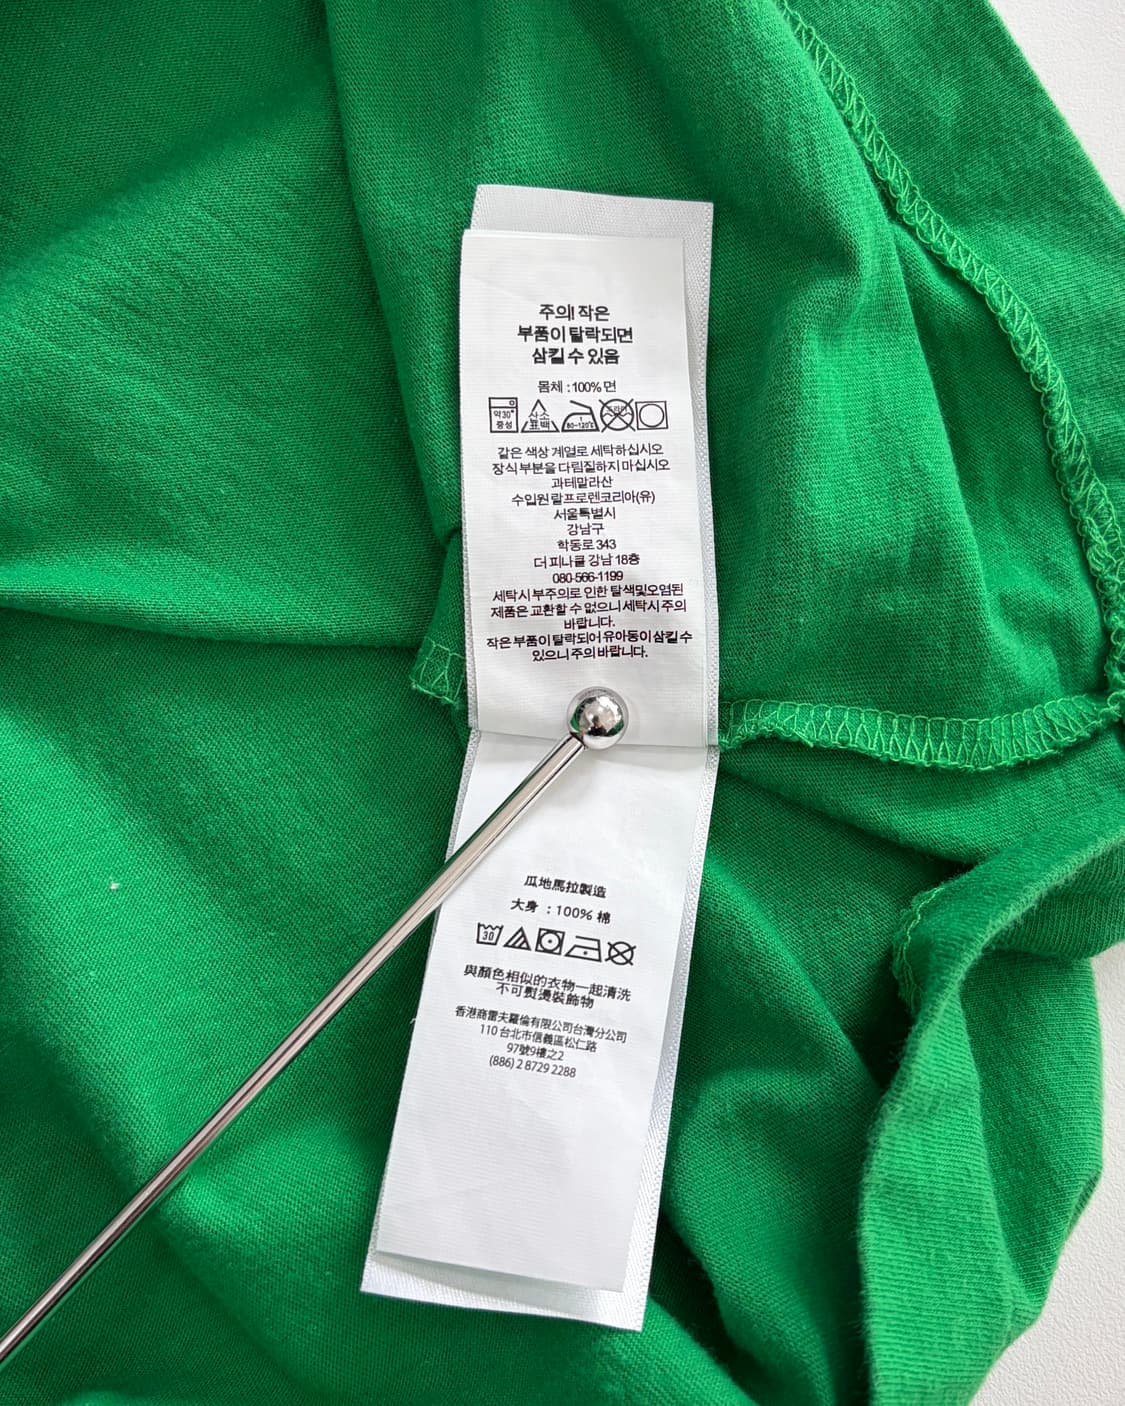 주의! 작은
부품이 탈락되면
삼킬 수 있음
몸체 : 100% 면
약30°
중성
산소
표백
80~120℃
드라이
같은 색상 계열로 세탁하십시오
장식 부분을 다림질하지 마십시오
과테말라산
수입원 랄프로렌코리아(유)
서울특별시
강남구
학동로 343
더 피나클 강남 18층
080-566-1199
세탁시 부주의로 인한 탈색및오염된
제품은 교환할 수 없으니 세탁시 주의
바랍니다.
작은 부품이 탈락되어 유아동이 삼킬 수
있으니 주의 바랍니다.
瓜地馬拉製造
大身 : 100% 棉
30
與顏色相似的衣物一起清洗
不可熨燙裝飾物
香港商雷夫羅倫有限公司台灣分公司
110 台北市信義區松仁路
97號9樓之2
(886) 2 8729 2288